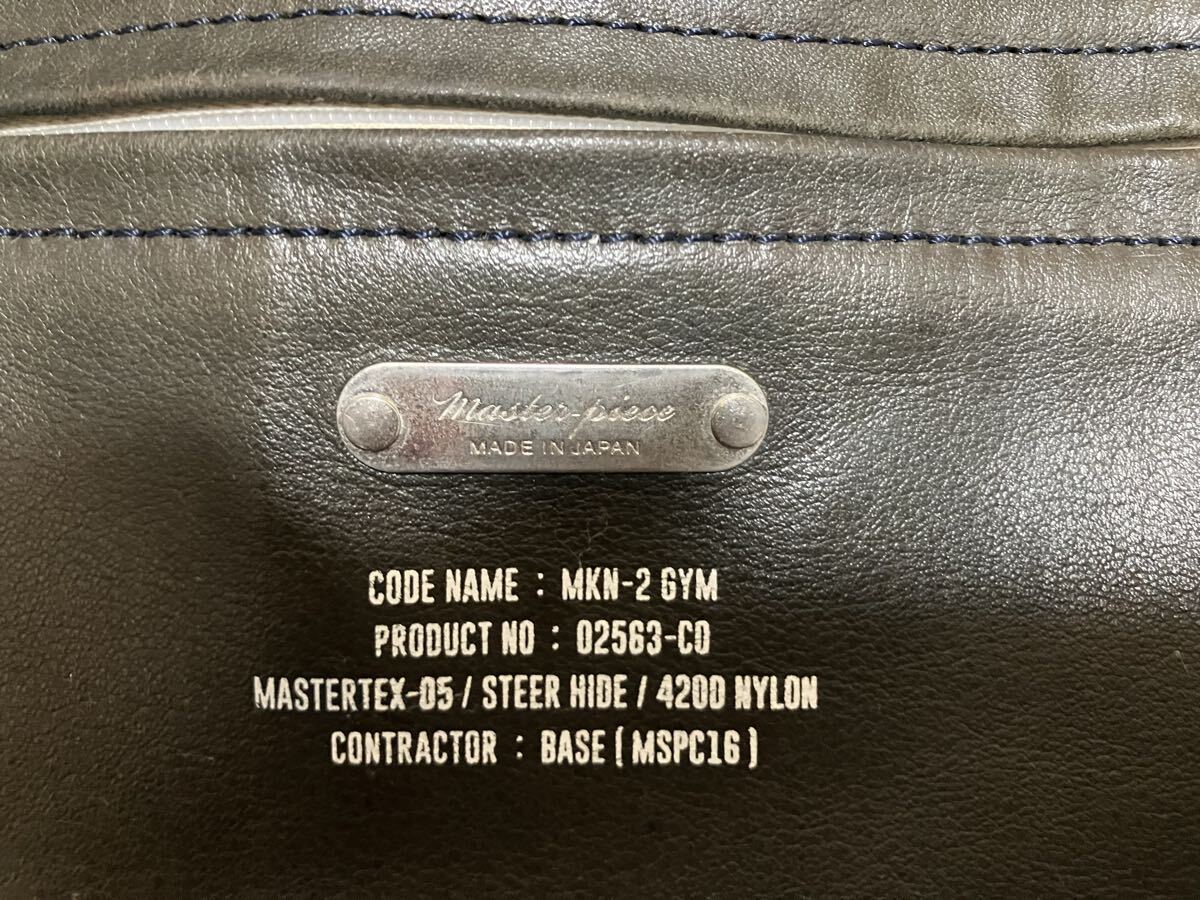 master-piece
MADE IN JAPAN
CODE NAME : MKN-2 GYM
PRODUCT NO : 02563-CO
MASTERTEX-05 / STEER HIDE / 420D NYLON
CONTRACTOR : BASE [ MSPC16 ]